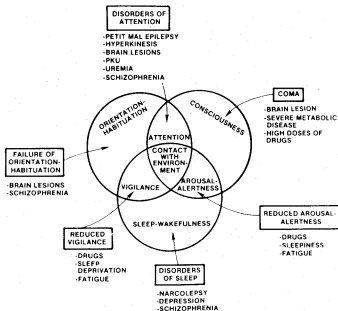 DISORDERS OF
ATTENTION
-PETIT MAL EPILEPSY
-HYPERKINESIS
-BRAIN LESIONS
-PKU
-UREMIA
-SCHIZOPHRENIA
ORIENTATION-
HABITUATION
CONSCIOUSNESS
COMA
-BRAIN LESION
-SEVERE METABOLIC
DISEASE
-HIGH DOSES OF
DRUGS
ATTENTION
CONTACT
WITH
ENVIRON-
MENT
FAILURE OF
ORIENTATION-
HABITUATION
-BRAIN LESIONS
-SCHIZOPHRENIA
VIGILANCE
AROUSAL-
ALERTNESS
SLEEP-WAKEFULNESS
REDUCED
VIGILANCE
-DRUGS
-SLEEP
DEPRIVATION
-FATIGUE
REDUCED AROUSAL-
ALERTNESS
-DRUGS
-SLEEPINESS
-FATIGUE
DISORDERS
OF SLEEP
-NARCOLEPSY
-DEPRESSION
-SCHIZOPHRENIA